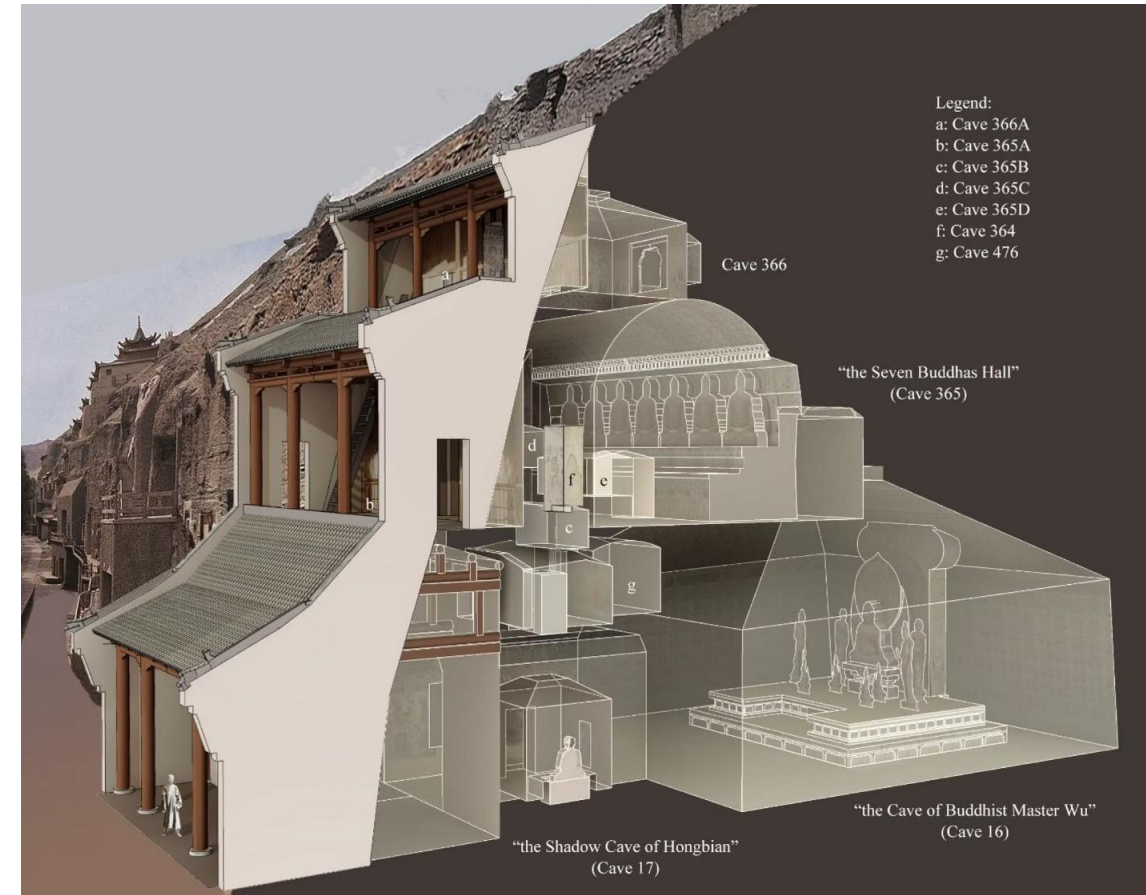 Legend:
a: Cave 366A
b: Cave 365A
c: Cave 365B
d: Cave 365C
e: Cave 365D
f: Cave 364
g: Cave 476
a
Cave 366
“the Seven Buddhas Hall”
(Cave 365)
d
f
e
b
c
g
“the Cave of Buddhist Master Wu”
(Cave 16)
“the Shadow Cave of Hongbian”
(Cave 17)